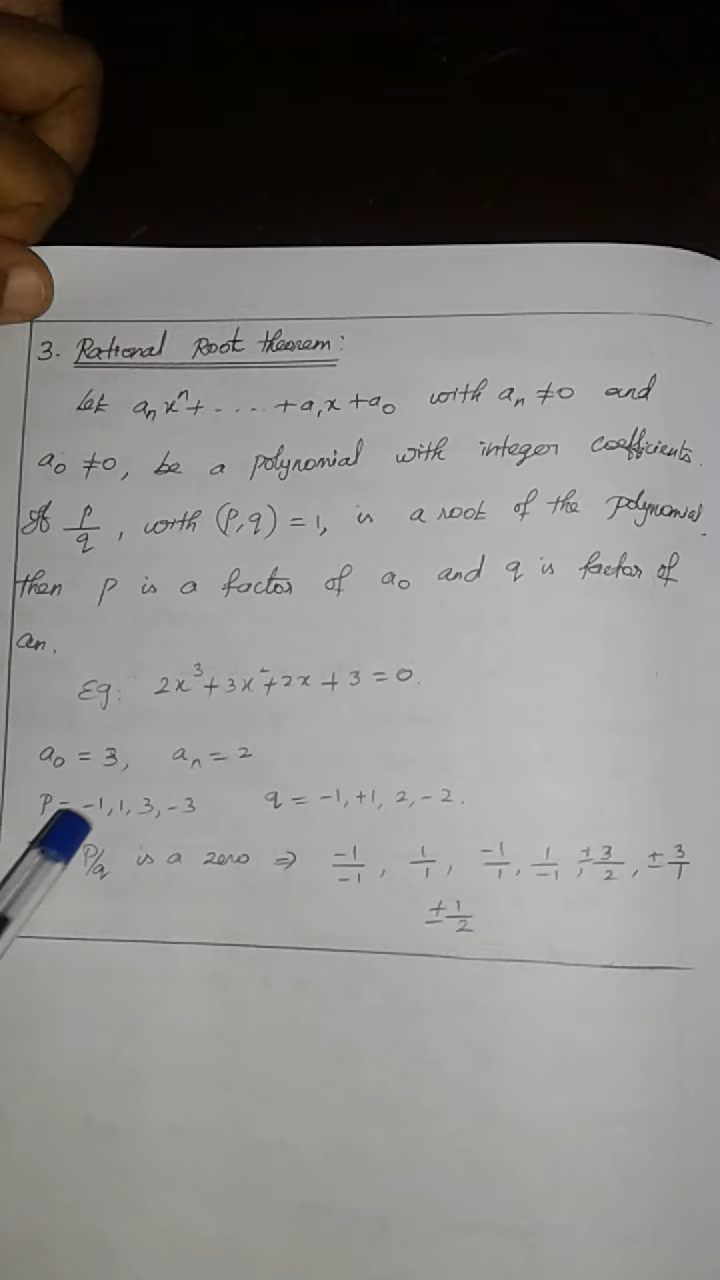 3. Rational Root theorem:
Let aₙxⁿ + .... + a₁x + a₀ with aₙ ≠ 0 and
a₀ ≠ 0, be a polynomial with integer coefficients.
If p/q, with (p,q) = 1, is a root of the polynomial,
then p is a factor of a₀ and q is factor of
an.
Eg: 2x³ + 3x² + 2x + 3 = 0.
a₀ = 3, aₙ = 2
P = -1, 1, 3, -3 q = -1, +1, 2, -2.
P/q is a zero ⇒ -1/-1, 1/1, -1/1, 1/-1, ±3/2, ±3/1
±1/2